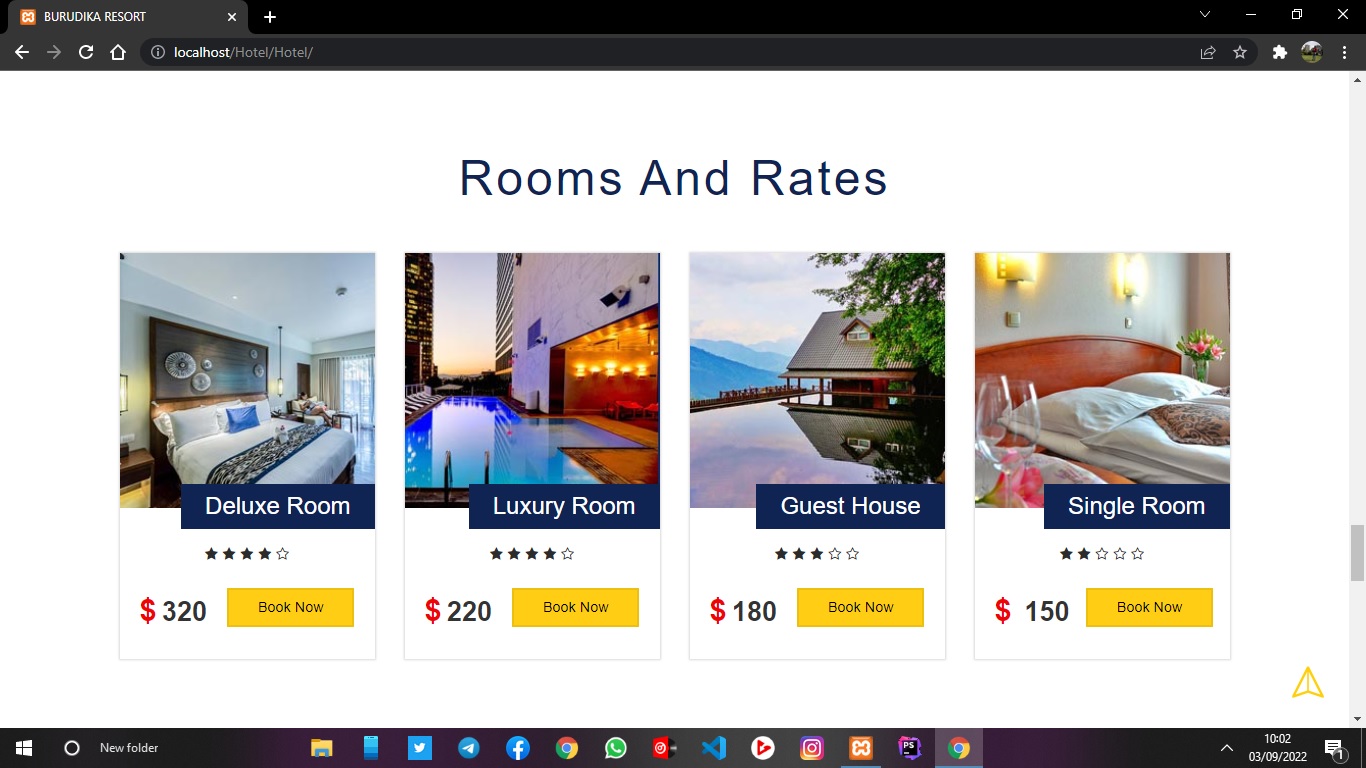 BURUDIKA RESORT
localhost/Hotel/Hotel/
Rooms And Rates
Deluxe Room
Luxury Room
Guest House
Single Room
$ 320
Book Now
$ 220
Book Now
$ 180
Book Now
$ 150
Book Now
New folder
PS
10:02
03/09/2022
1